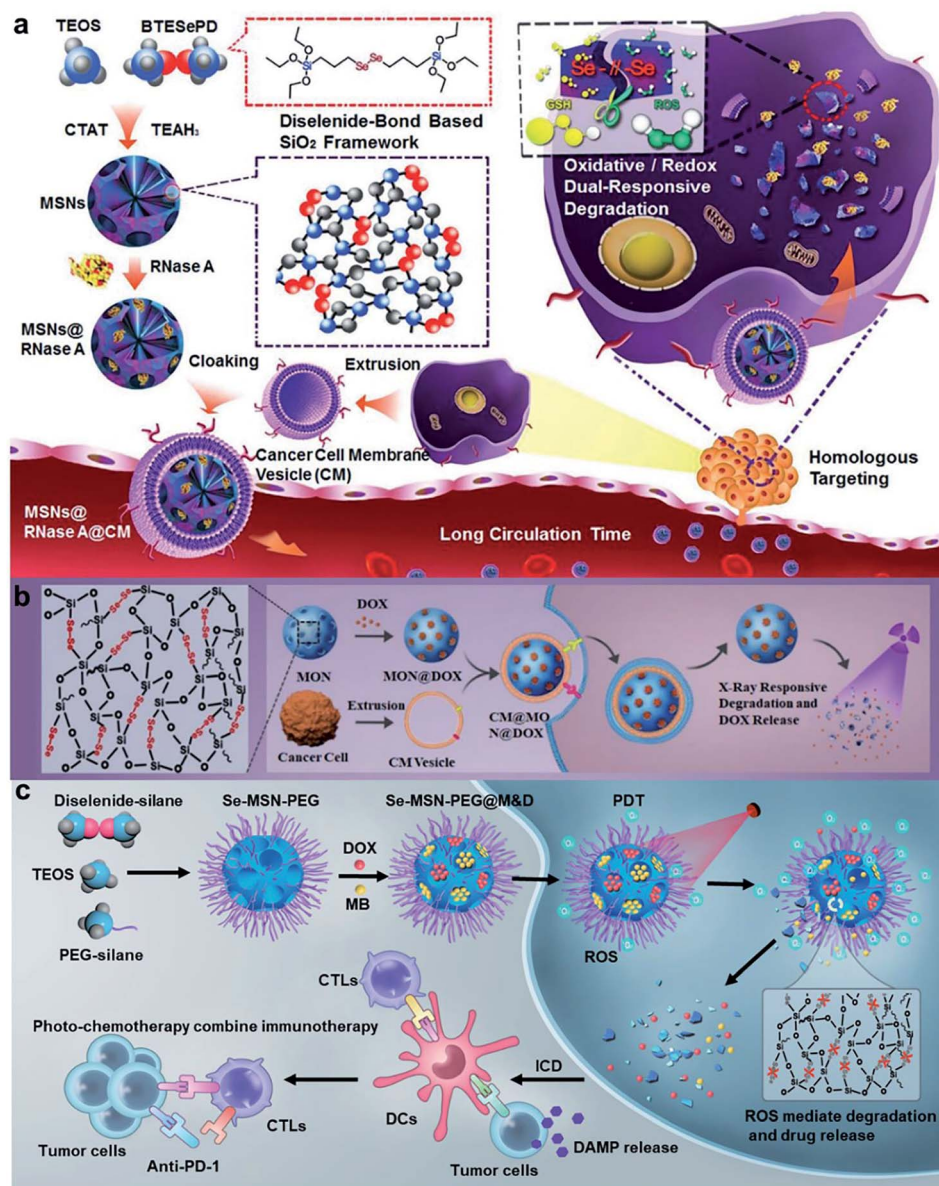 a
TEOS
BTESePD
O
O
Si
O
Se
Se
O
Si
O
O
Diselenide-Bond Based
SiO₂ Framework
CTAT
TEAH₃
MSNs
RNase A
MSNs@
RNase A
Cloaking
Extrusion
Cancer Cell Membrane
Vesicle (CM)
MSNs@
RNase A@CM
Long Circulation Time
Homologous
Targeting
Se-//-Se
GSH
ROS
Oxidative / Redox
Dual-Responsive
Degradation
b
DOX
MON
MON@DOX
Extrusion
Cancer Cell
CM Vesicle
CM@MO
N@DOX
X-Ray Responsive
Degradation and
DOX Release
c
Diselenide-silane
TEOS
PEG-silane
Se-MSN-PEG
DOX
MB
Se-MSN-PEG@M&D
PDT
ROS
CTLs
Photo-chemotherapy combine immunotherapy
ICD
DCs
CTLs
Tumor cells
Anti-PD-1
DAMP release
Tumor cells
ROS mediate degradation
and drug release